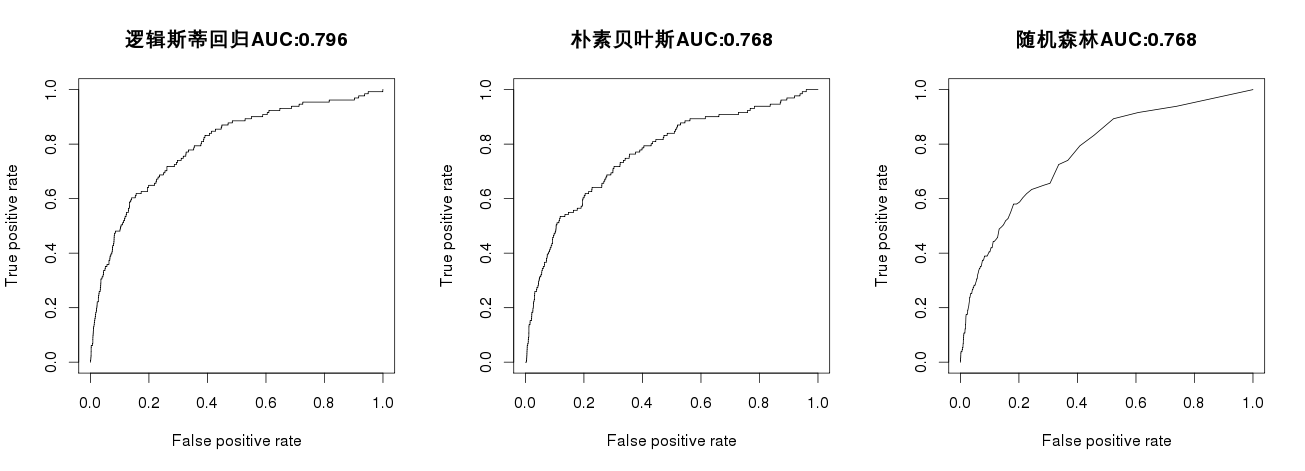 逻辑斯蒂回归AUC:0.796
True positive rate
1.0
0.8
0.6
0.4
0.2
0.0
0.0 0.2 0.4 0.6 0.8 1.0
False positive rate
朴素贝叶斯AUC:0.768
True positive rate
1.0
0.8
0.6
0.4
0.2
0.0
0.0 0.2 0.4 0.6 0.8 1.0
False positive rate
随机森林AUC:0.768
True positive rate
1.0
0.8
0.6
0.4
0.2
0.0
0.0 0.2 0.4 0.6 0.8 1.0
False positive rate